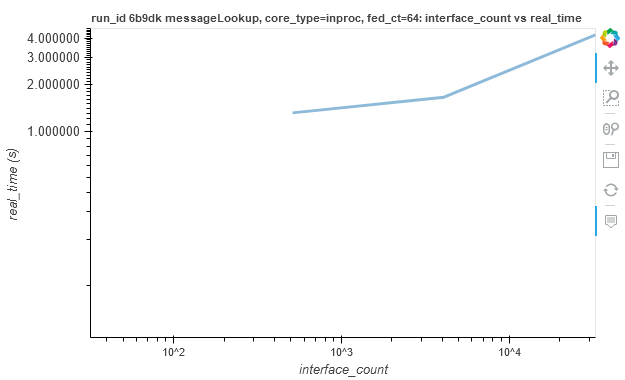 run_id 6b9dk messageLookup, core_type=inproc, fed_ct=64: interface_count vs real_time
4.000000
3.000000
2.000000
1.000000
real_time (s)
10^2
10^3
10^4
interface_count